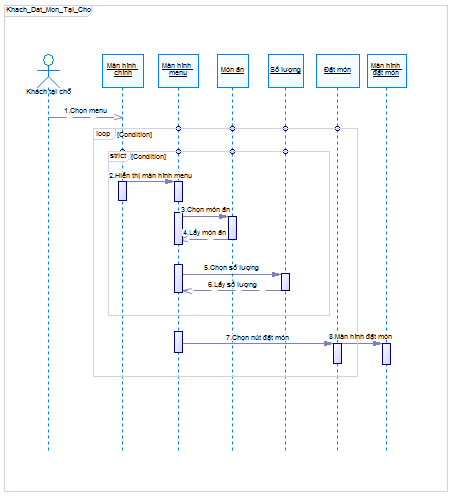 Khach_Dat_Mon_Tai_Cho
Màn hình
chính
Màn hình
menu
Món ăn
Số lượng
Đặt món
Màn hình
đặt món
Khách tại chổ
1.Chọn menu
loop [Condition]
strict [Condition]
2.Hiển thị màn hình menu
3.Chọn món ăn
4.Lấy món ăn
5.Chọn số lượng
6.Lấy số lượng
7.Chọn nút đặt món
8.Màn hình đặt món